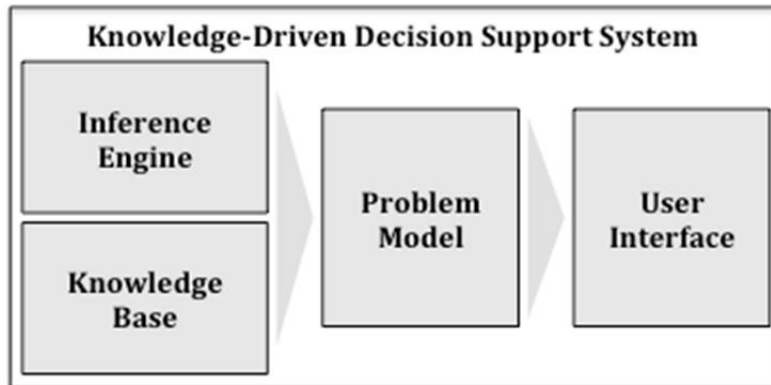 Knowledge-Driven Decision Support System
Inference
Engine
Knowledge
Base
Problem
Model
User
Interface